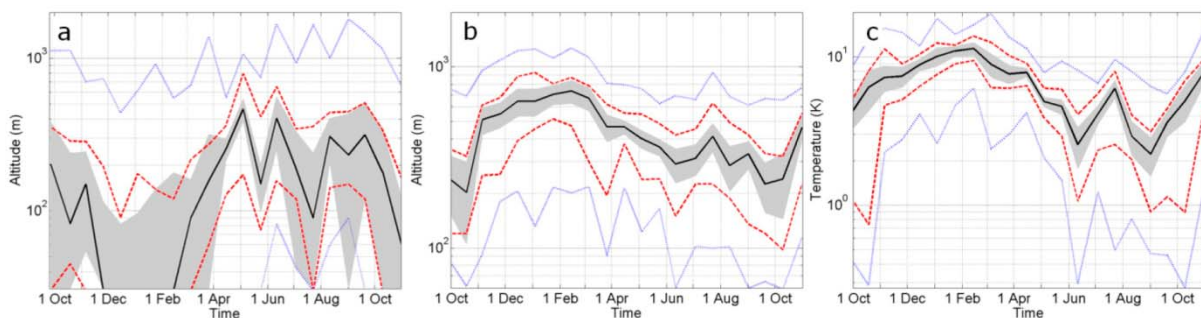 a
Altitude (m)
10³
10²
1 Oct 1 Dec 1 Feb 1 Apr 1 Jun 1 Aug 1 Oct
Time
b
Altitude (m)
10³
10²
1 Oct 1 Dec 1 Feb 1 Apr 1 Jun 1 Aug 1 Oct
Time
c
Temperature (K)
10¹
10⁰
1 Oct 1 Dec 1 Feb 1 Apr 1 Jun 1 Aug 1 Oct
Time